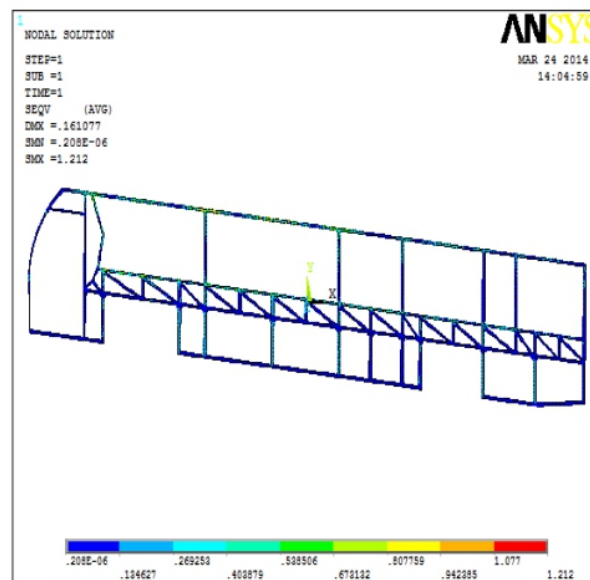 1
NODAL SOLUTION
ANSYS
STEP=1
SUB =1
TIME=1
SEQV (AVG)
DMX =.161077
SMN =.208E-06
SMX =1.212
MAR 24 2014
14:04:59
Y
X
.208E-06 .269253 .538506 .807759 1.077
.134627 .403879 .673132 .942385 1.212